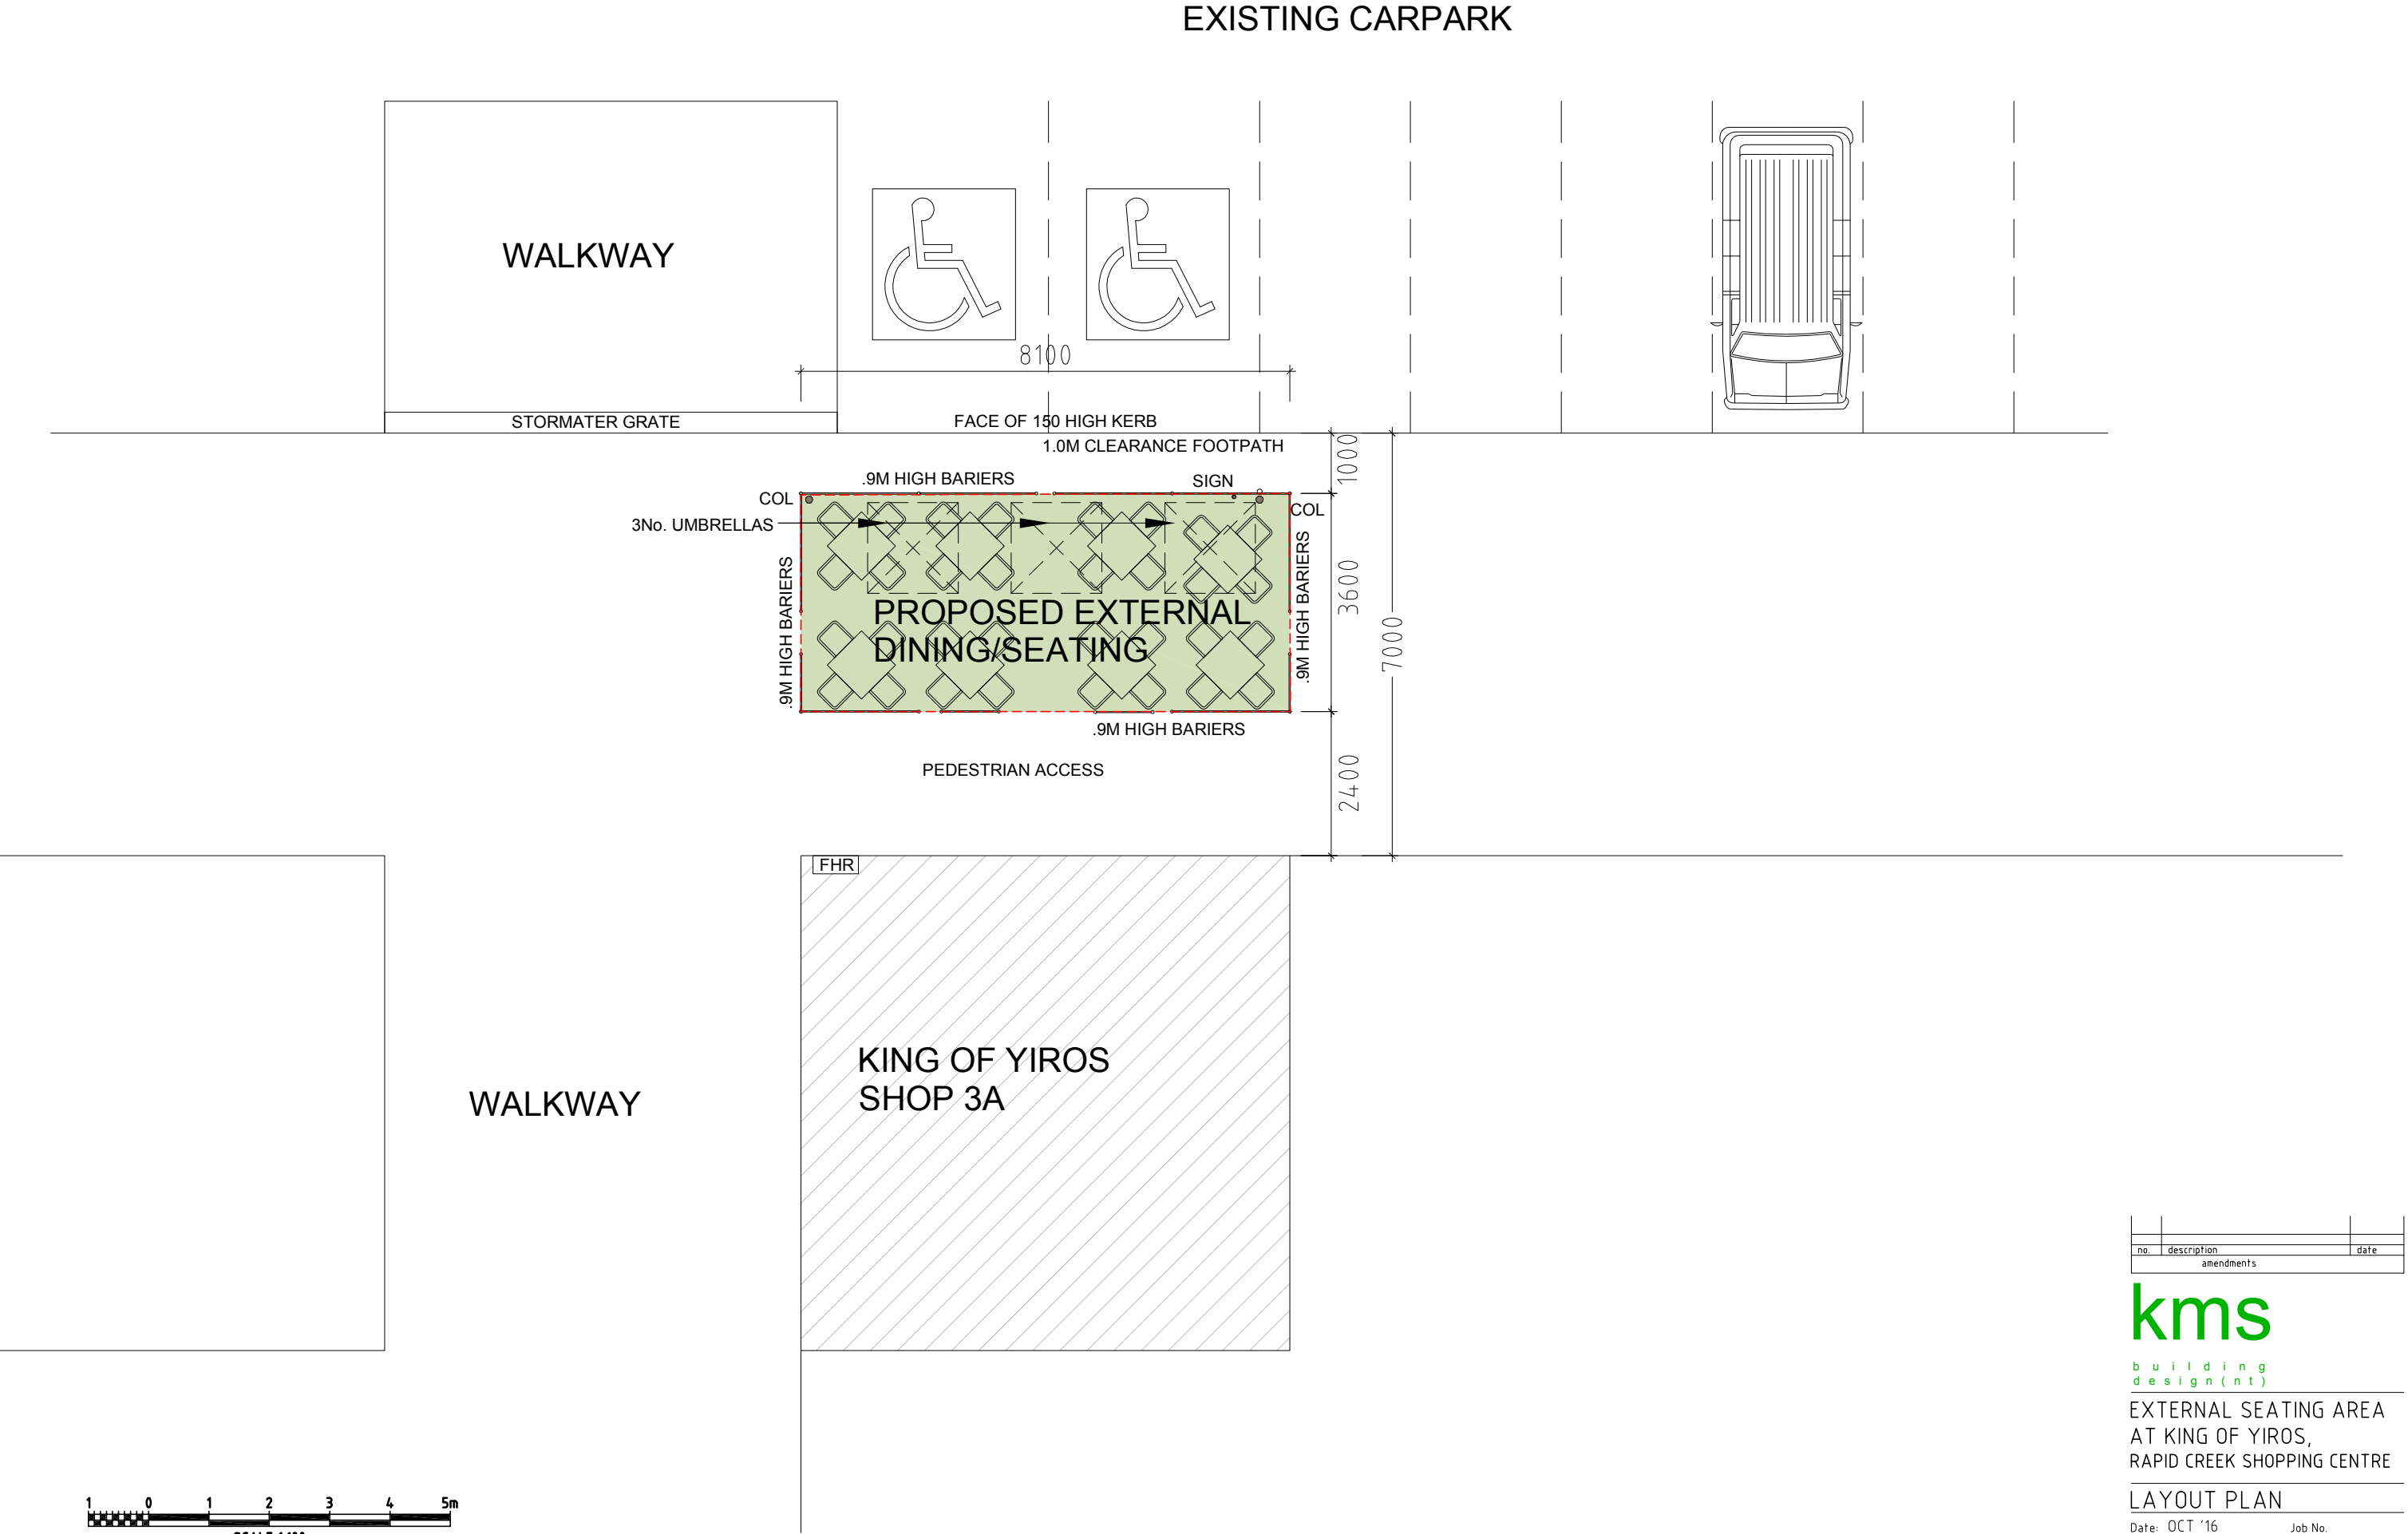 EXISTING CARPARK
WALKWAY
8100
STORMATER GRATE
FACE OF 150 HIGH KERB
1.0M CLEARANCE FOOTPATH
1000
.9M HIGH BARIERS
SIGN
COL
COL
3No. UMBRELLAS
.9M HIGH BARIERS
.9M HIGH BARIERS
3600
7000
PROPOSED EXTERNAL
DINING/SEATING
.9M HIGH BARIERS
PEDESTRIAN ACCESS
2400
FHR
KING OF YIROS
SHOP 3A
WALKWAY
no. description date
amendments
kms
building
design(nt)
EXTERNAL SEATING AREA
AT KING OF YIROS,
RAPID CREEK SHOPPING CENTRE
LAYOUT PLAN
Date: OCT '16 Job No.
1 0 1 2 3 4 5m